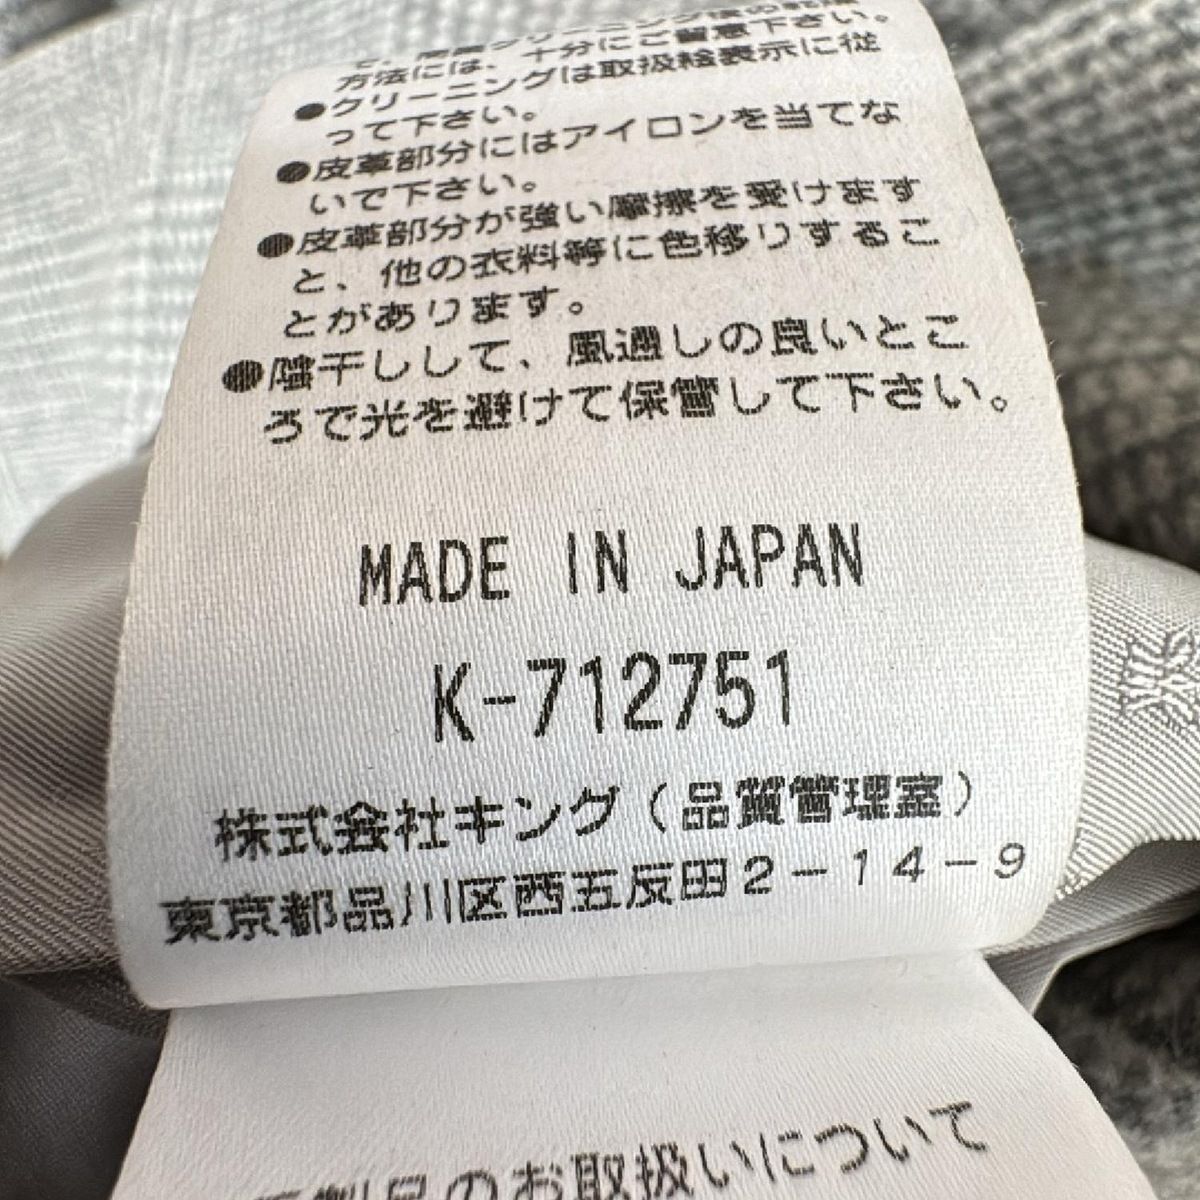 方法には、十分にご留意下さい。
●クリーニングは取扱絵表示に従
って下さい。
●皮革部分にはアイロンを当てな
いで下さい。
●皮革部分が強い摩擦を受けます
と、他の衣料等に色移りするこ
とがあります。
●陰干しして、風通しの良いとこ
ろで光を避けて保管して下さい。
MADE IN JAPAN
K-712751
株式会社キング(品質管理室)
東京都品川区西五反田2-14-9
製品のお取扱いについて